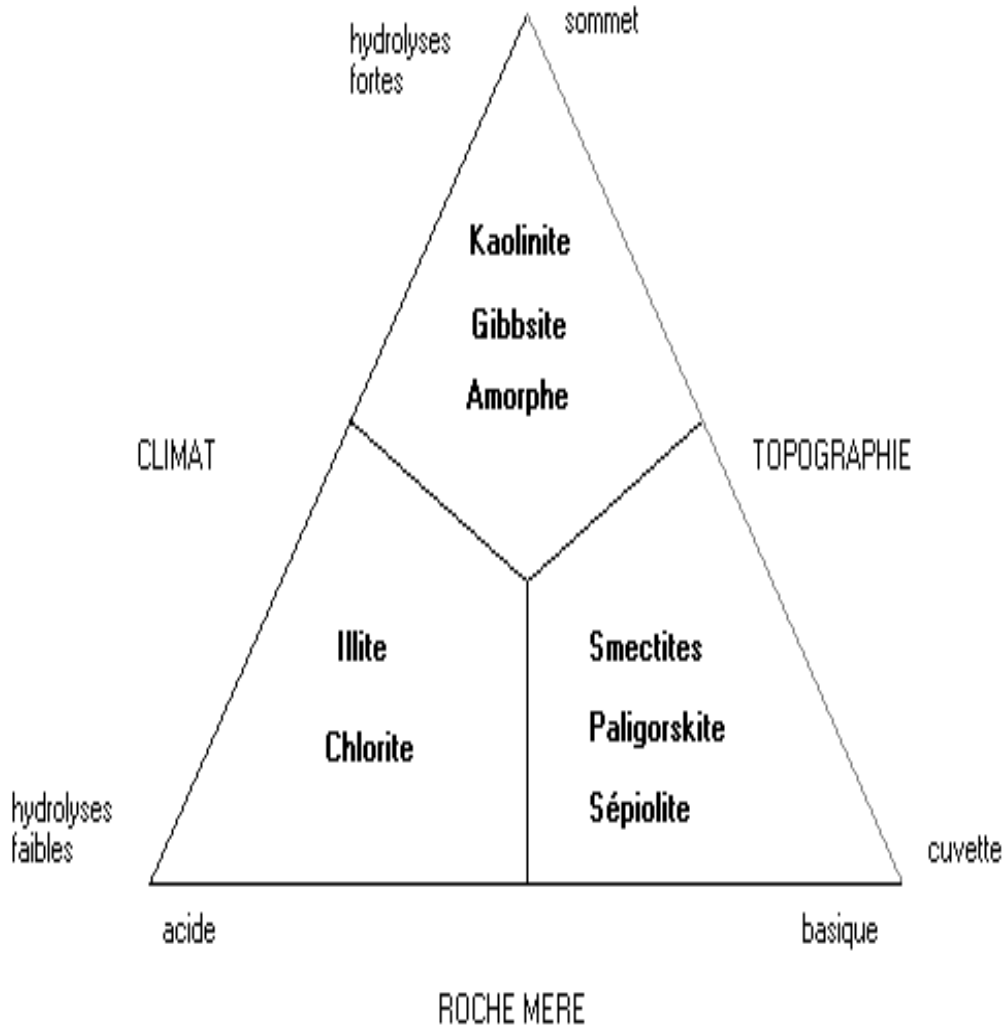 sommet
hydrolyses
fortes
Kaolinite
Gibbsite
Amorphe
CLIMAT
TOPOGRAPHIE
Illite
Smectites
Paligorskite
Chlorite
Sépiolite
hydrolyses
faibles
cuvette
acide
basique
ROCHE MERE